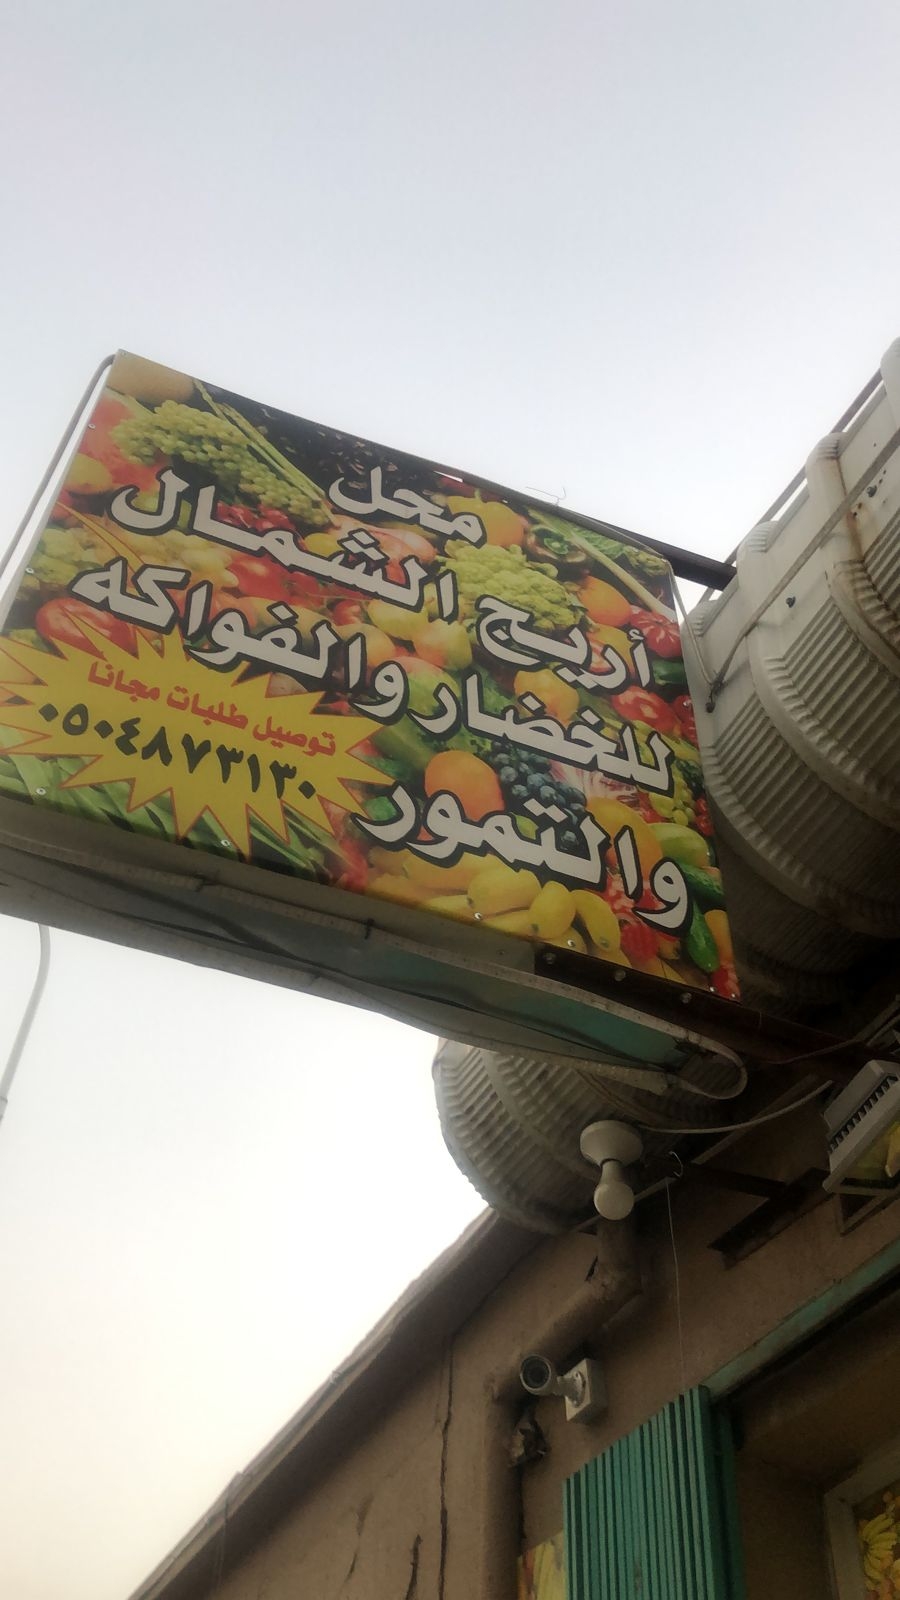 محل
أريج الشمال
للخضار والفواكه
والتمور
توصيل طلبات مجانا
٠٥٠٤٨٧٣١٣٠